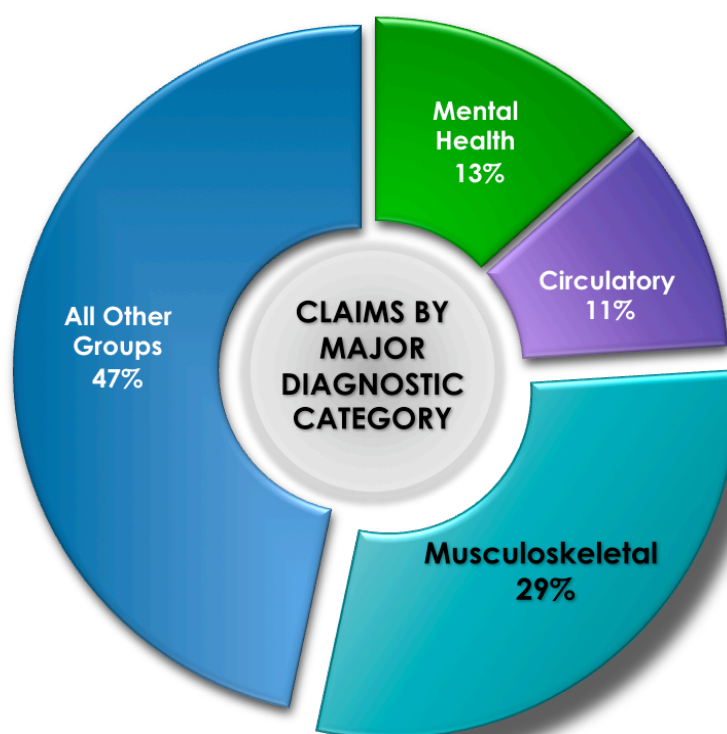 Mental
Health
13%
Circulatory
11%
All Other
Groups
47%
CLAIMS BY
MAJOR
DIAGNOSTIC
CATEGORY
Musculoskeletal
29%